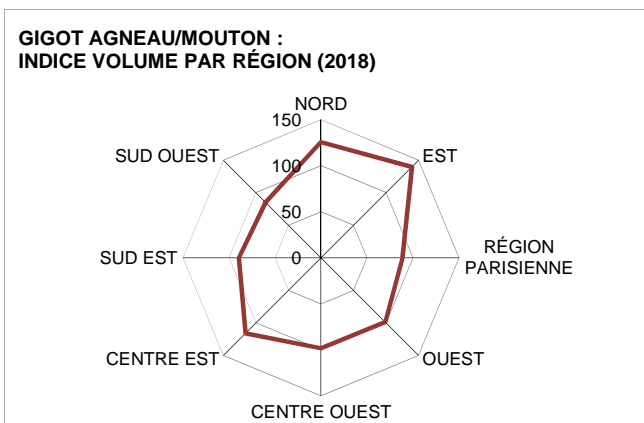 GIGOT AGNEAU/MOUTON :
INDICE VOLUME PAR RÉGION (2018)
NORD
150
SUD OUEST
EST
100
50
SUD EST
0
RÉGION
PARISIENNE
CENTRE EST
OUEST
CENTRE OUEST